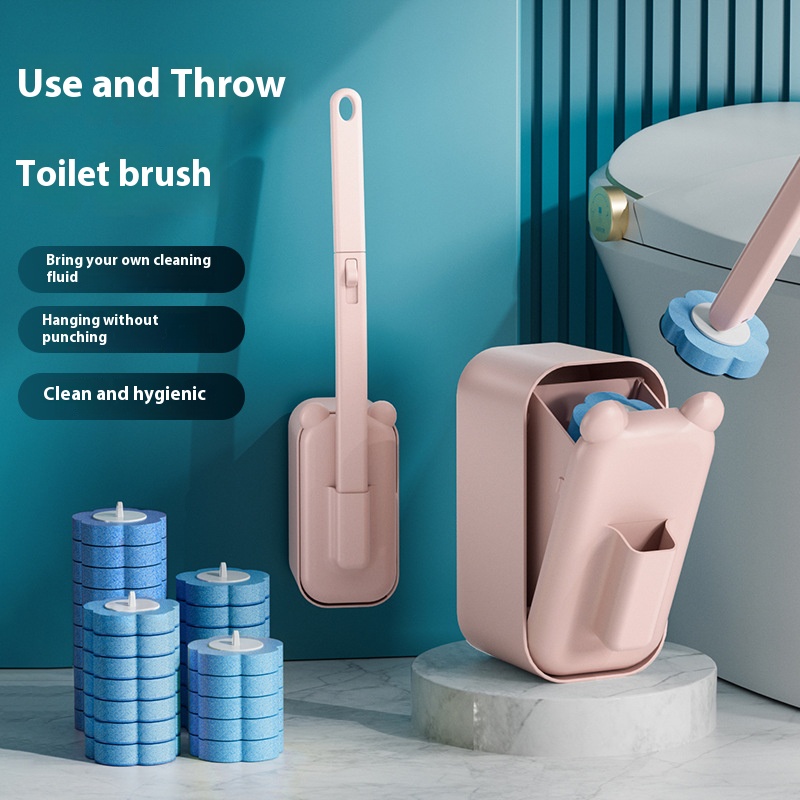 Use and Throw
Toilet brush
Bring your own cleaning
fluid
Hanging without
punching
Clean and hygienic